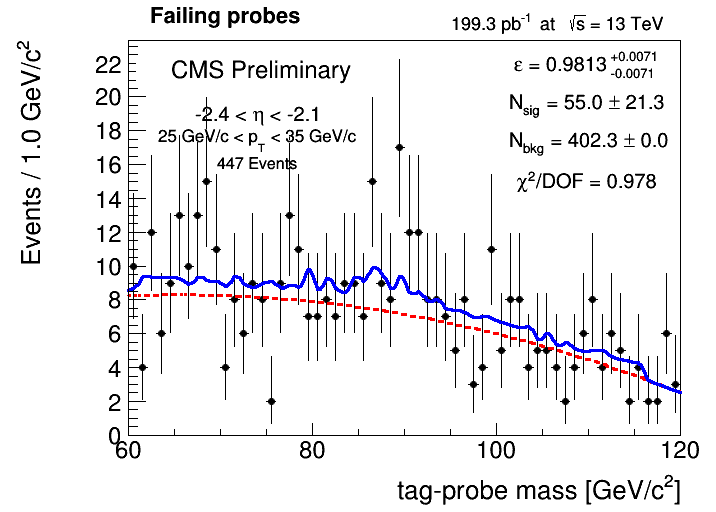 Failing probes
199.3 pb⁻¹ at √s = 13 TeV
CMS Preliminary
-2.4 < η < -2.1
25 GeV/c < p_T < 35 GeV/c
447 Events
ε = 0.9813 +0.0071 -0.0071
N_sig = 55.0 ± 21.3
N_bkg = 402.3 ± 0.0
χ²/DOF = 0.978
Events / 1.0 GeV/c²
22
20
18
16
14
12
10
8
6
4
2
0
60 80 100 120
tag-probe mass [GeV/c²]